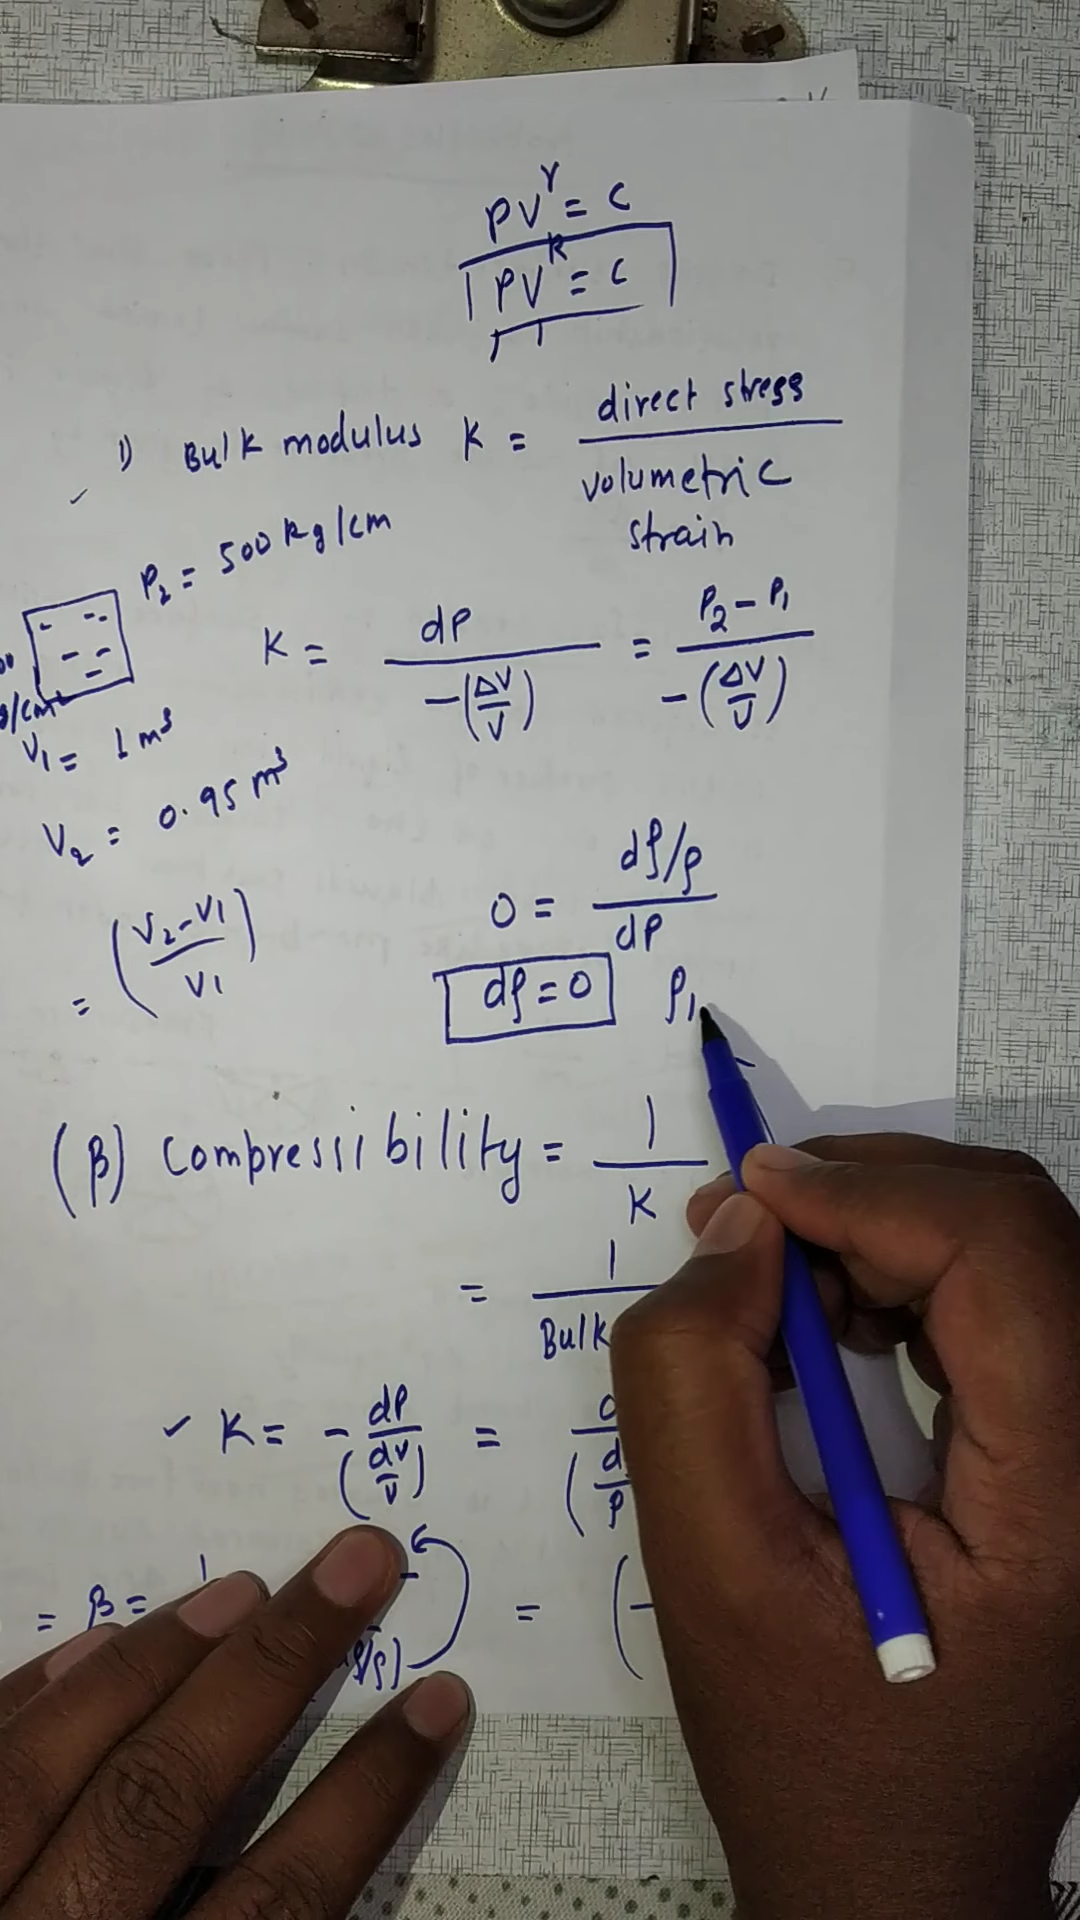 PV^γ = C
PV^k = C
1) Bulk modulus K = direct stress / volumetric strain
P₂ = 500 kg/cm
K = dP / -(ΔV/V) = P₂ - P₁ / -(ΔV/V)
V₁ = 1 m³
V₂ = 0.95 m³
= (V₂-V₁ / V₁)
0 = dρ/ρ / dP
dρ = 0 ρ₁
(β) Compressibility = 1 / K
= 1 / Bulk
✓ K = - dP / (dV/V) =
= β = 1
=